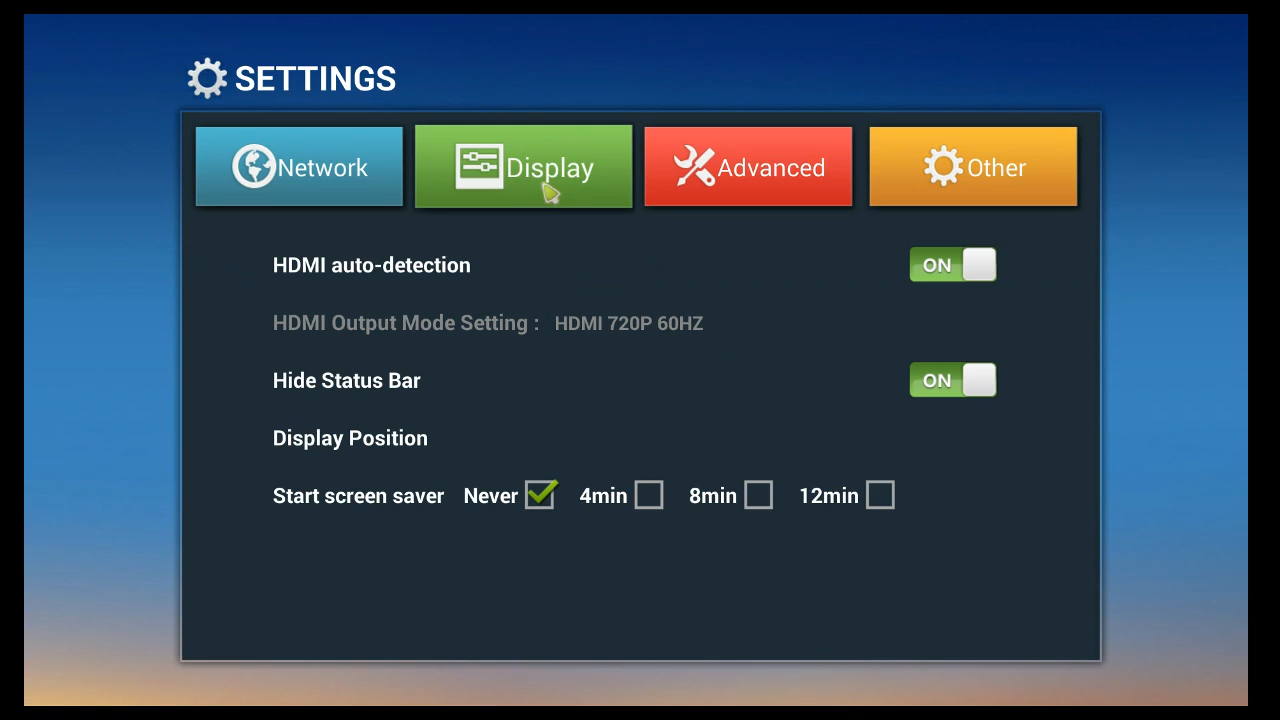 SETTINGS
Network Display Advanced Other
HDMI auto-detection ON
HDMI Output Mode Setting : HDMI 720P 60HZ
Hide Status Bar ON
Display Position
Start screen saver Never 4min 8min 12min